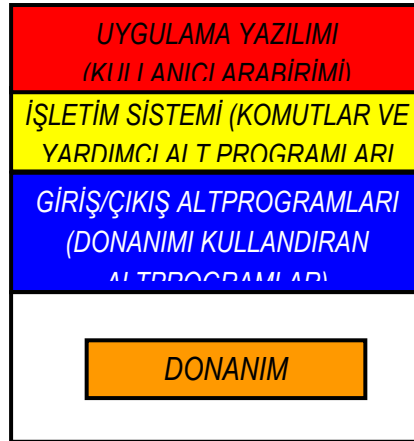 UYGULAMA YAZILIMI
(KULLANICI ARABİRİMİ)
İŞLETİM SİSTEMİ (KOMUTLAR VE
YARDIMCI ALT PROGRAMLARI
GİRİŞ/ÇIKIŞ ALTPROGRAMLARI
(DONANIMI KULLANDIRAN
ALTPROGRAMLAR)
DONANIM